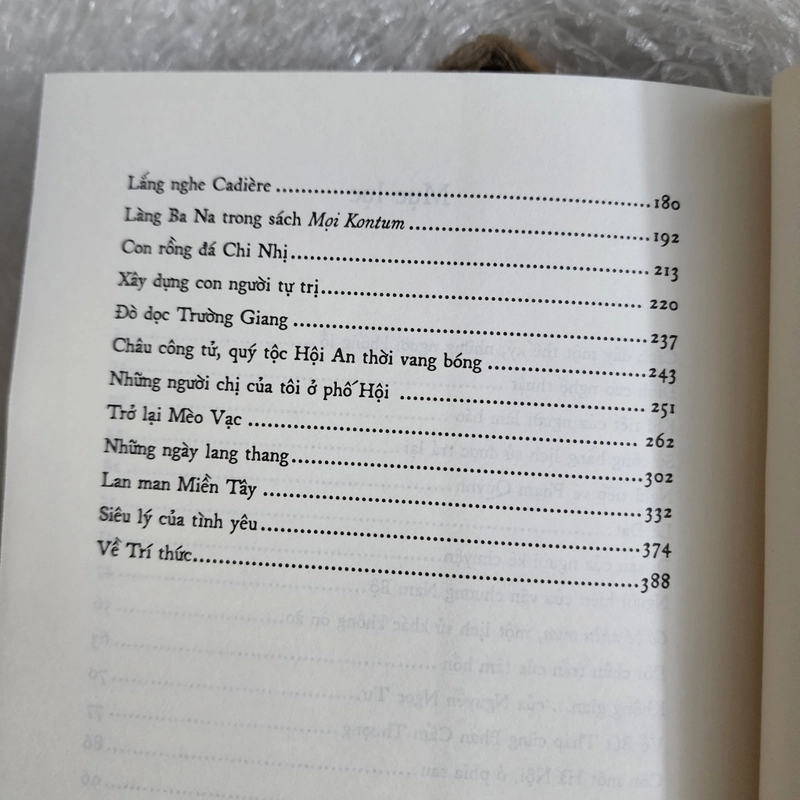 Lắng nghe Cadière ........ 180
Làng Ba Na trong sách Mọi Kontum ........ 192
Con rồng đá Chi Nhị ........ 213
Xây dựng con người tự trị ........ 220
Đò dọc Trường Giang ........ 237
Châu công tử, quý tộc Hội An thời vang bóng ........ 243
Những người chị của tôi ở phố Hội ........ 251
Trở lại Mèo Vạc ........ 262
Những ngày lang thang ........ 302
Lan man Miền Tây ........ 332
Siêu lý của tình yêu ........ 374
Về Trí thức ........ 388